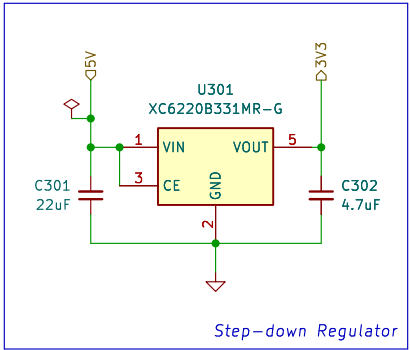 5V
3V3
U301
XC6220B331MR-G
1 VIN VOUT 5
3 CE
GND
2
C301
22uF
C302
4.7uF
Step-down Regulator